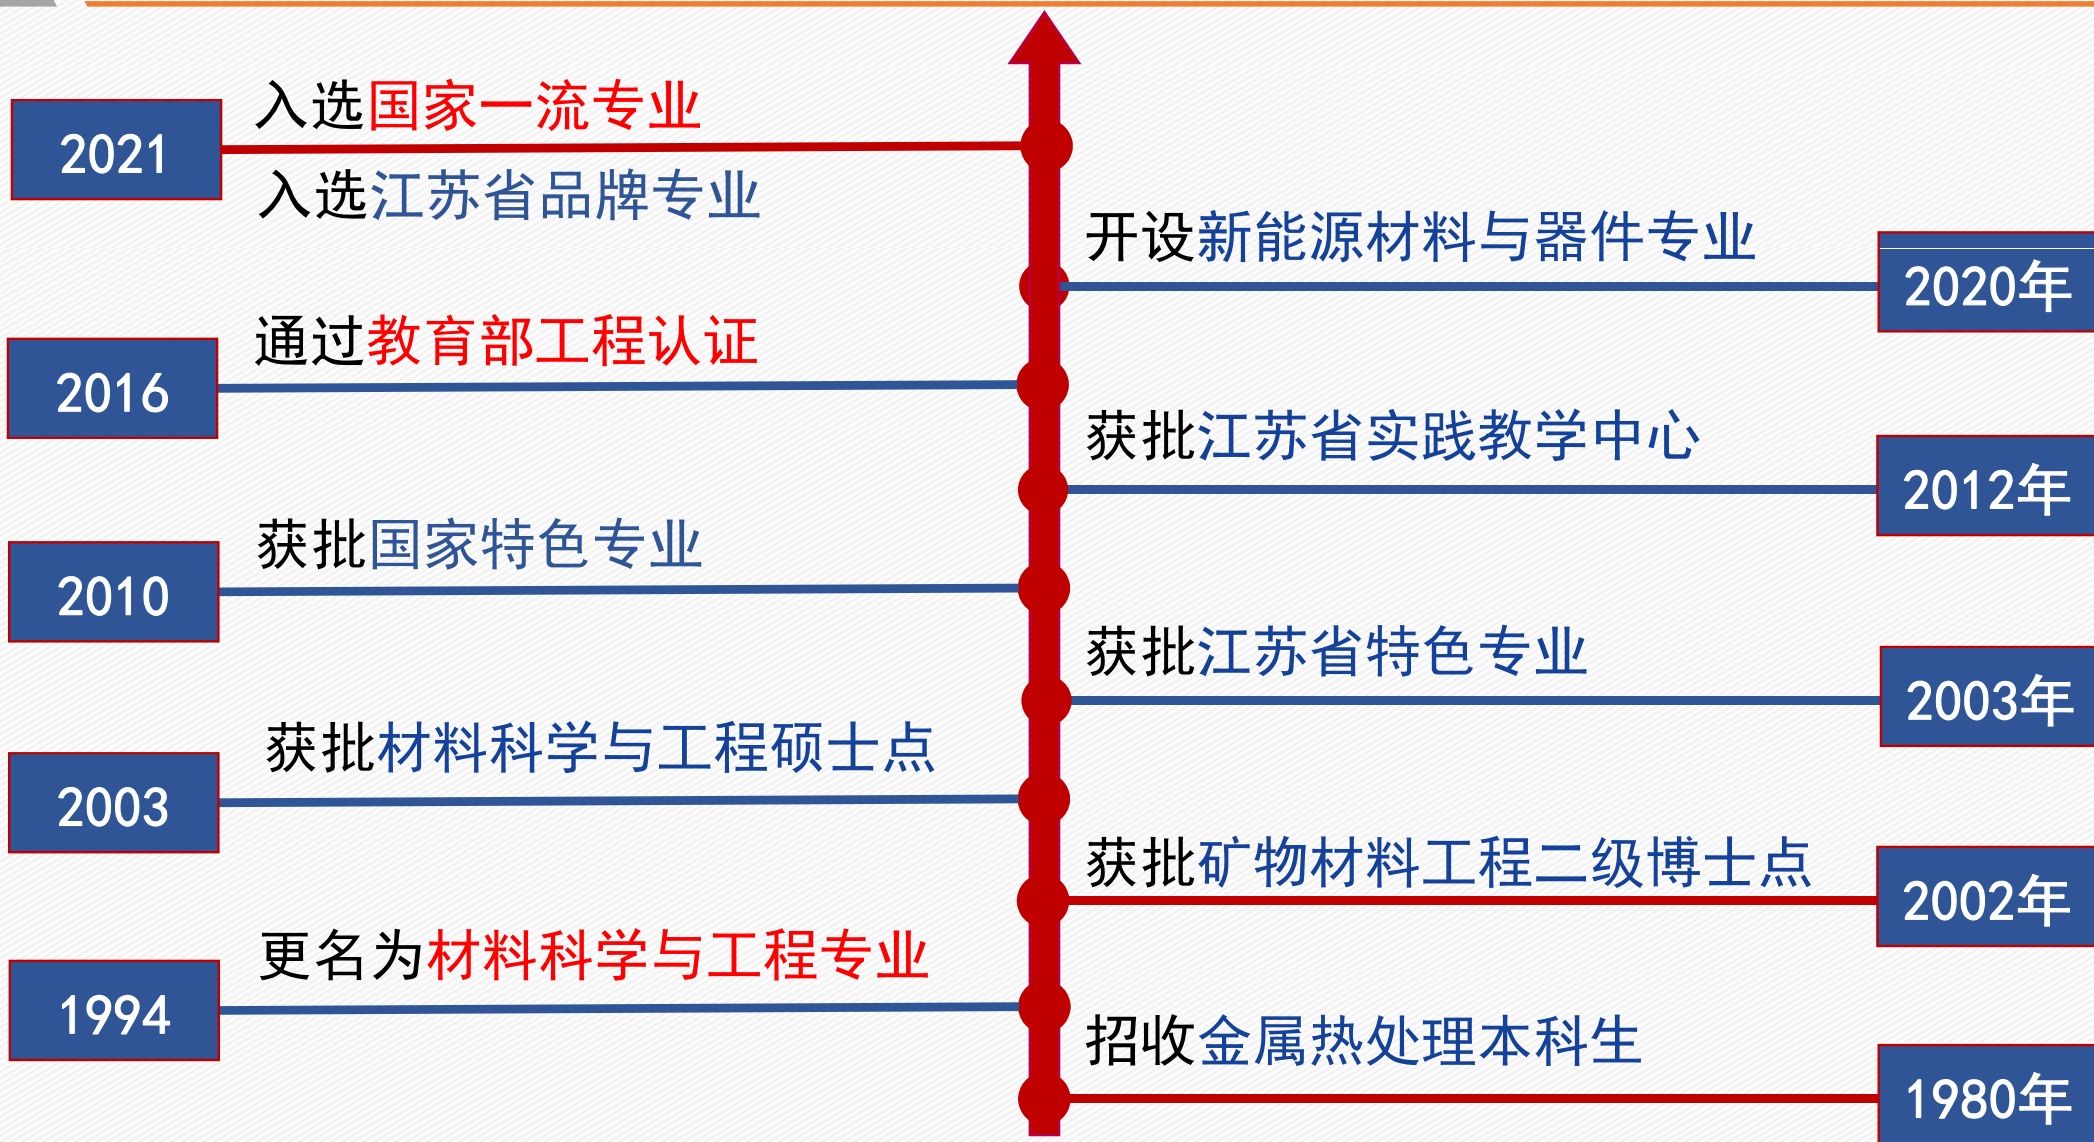 入选国家一流专业
2021
入选江苏省品牌专业
开设新能源材料与器件专业
2020年
通过教育部工程认证
2016
获批江苏省实践教学中心
2012年
获批国家特色专业
2010
获批江苏省特色专业
2003年
获批材料科学与工程硕士点
2003
获批矿物材料工程二级博士点
2002年
更名为材料科学与工程专业
1994
招收金属热处理本科生
1980年